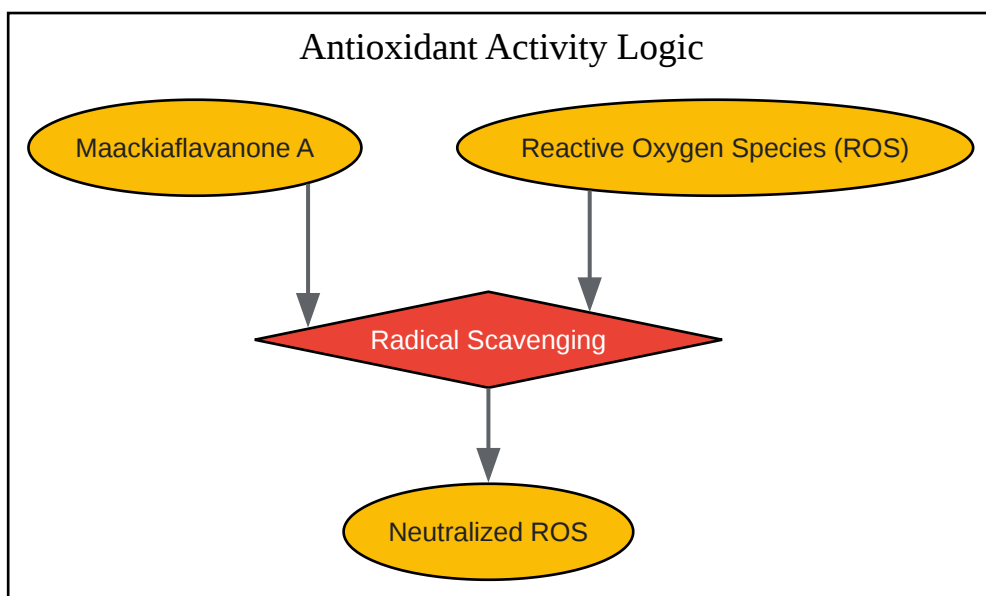 Antioxidant Activity Logic
Maackiaflavanone A
Reactive Oxygen Species (ROS)
Radical Scavenging
Neutralized ROS